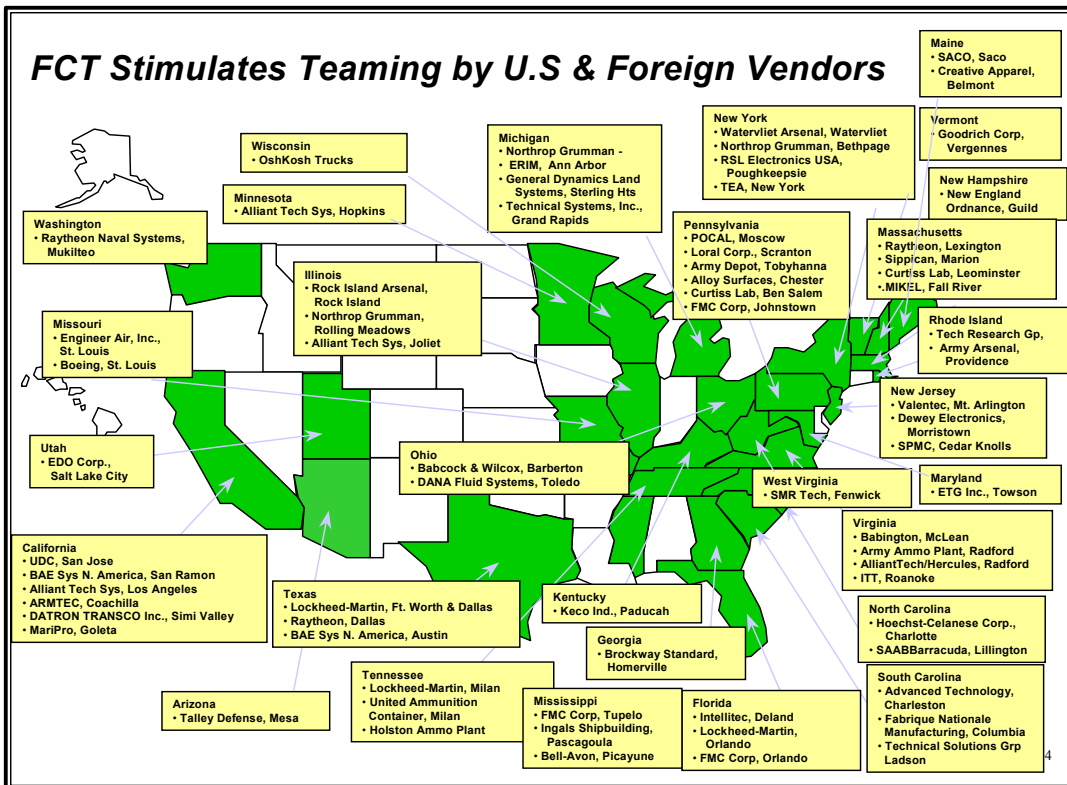 FCT Stimulates Teaming by U.S & Foreign Vendors
Maine
• SACO, Saco
• Creative Apparel,
Belmont
Vermont
• Goodrich Corp,
Vergennes
New Hampshire
• New England
Ordnance, Guild
New York
• Watervliet Arsenal, Watervliet
• Northrop Grumman, Bethpage
• RSL Electronics USA,
Poughkeepsie
• TEA, New York
Michigan
• Northrop Grumman -
• ERIM, Ann Arbor
• General Dynamics Land
Systems, Sterling Hts
• Technical Systems, Inc.,
Grand Rapids
Wisconsin
• OshKosh Trucks
Minnesota
• Alliant Tech Sys, Hopkins
Washington
• Raytheon Naval Systems,
Mukilteo
Pennsylvania
• POCAL, Moscow
• Loral Corp., Scranton
• Army Depot, Tobyhanna
• Alloy Surfaces, Chester
• Curtiss Lab, Ben Salem
• FMC Corp, Johnstown
Massachusetts
• Raytheon, Lexington
• Sippican, Marion
• Curtiss Lab, Leominster
•.MIKEL, Fall River
Illinois
• Rock Island Arsenal,
Rock Island
• Northrop Grumman,
Rolling Meadows
• Alliant Tech Sys, Joliet
Missouri
• Engineer Air, Inc.,
St. Louis
• Boeing, St. Louis
Rhode Island
• Tech Research Gp,
• Army Arsenal,
Providence
New Jersey
• Valentec, Mt. Arlington
• Dewey Electronics,
Morristown
• SPMC, Cedar Knolls
Utah
• EDO Corp.,
Salt Lake City
Ohio
• Babcock & Wilcox, Barberton
• DANA Fluid Systems, Toledo
West Virginia
• SMR Tech, Fenwick
Maryland
• ETG Inc., Towson
Virginia
• Babington, McLean
• Army Ammo Plant, Radford
• AlliantTech/Hercules, Radford
• ITT, Roanoke
California
• UDC, San Jose
• BAE Sys N. America, San Ramon
• Alliant Tech Sys, Los Angeles
• ARMTEC, Coachilla
• DATRON TRANSCO Inc., Simi Valley
• MariPro, Goleta
Texas
• Lockheed-Martin, Ft. Worth & Dallas
• Raytheon, Dallas
• BAE Sys N. America, Austin
Kentucky
• Keco Ind., Paducah
Georgia
• Brockway Standard,
Homerville
North Carolina
• Hoechst-Celanese Corp.,
Charlotte
• SAABBarracuda, Lillington
Tennessee
• Lockheed-Martin, Milan
• United Ammunition
Container, Milan
• Holston Ammo Plant
Arizona
• Talley Defense, Mesa
Mississippi
• FMC Corp, Tupelo
• Ingals Shipbuilding,
Pascagoula
• Bell-Avon, Picayune
Florida
• Intellitec, Deland
• Lockheed-Martin,
Orlando
• FMC Corp, Orlando
South Carolina
• Advanced Technology,
Charleston
• Fabrique Nationale
Manufacturing, Columbia
• Technical Solutions Grp
Ladson
4